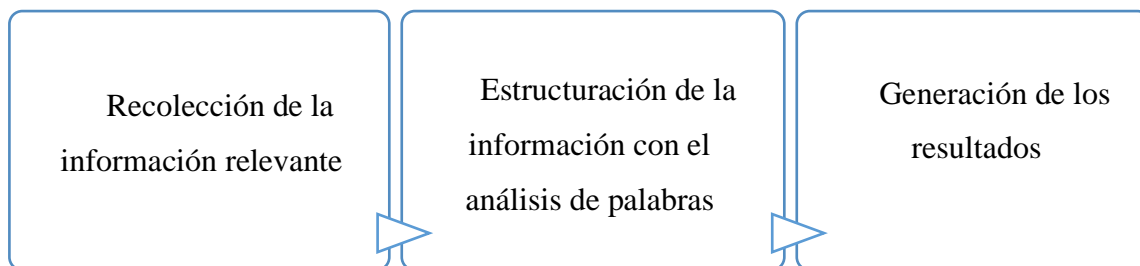 Recolección de la
información relevante
Estructuración de la
información con el
análisis de palabras
Generación de los
resultados